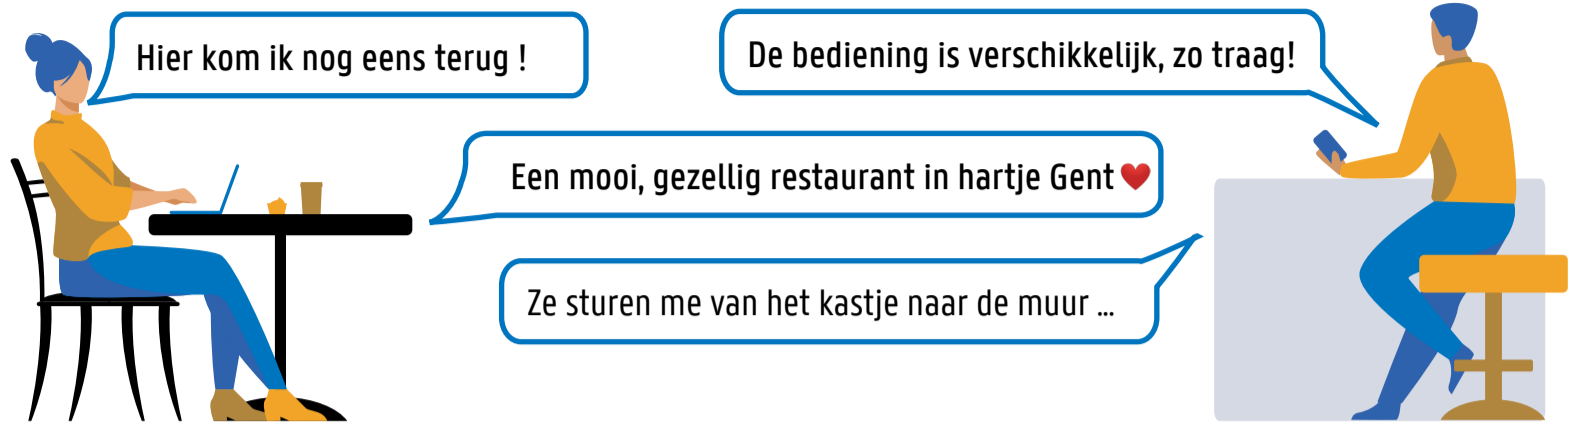 Hier kom ik nog eens terug !
De bediening is verschikkelijk, zo traag!
Een mooi, gezellig restaurant in hartje Gent❤️
Ze sturen me van het kastje naar de muur ...